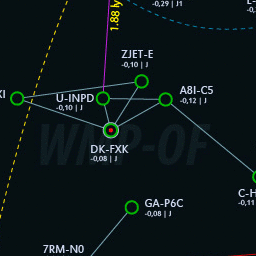 -0,29 | J1
1.88 ly
ZJET-E
-0,10 | J
A8I-C5
-0,12 | J
U-INPD
-0,10 | J
DK-FXK
-0,08 | J
C-H
-0,11
GA-P6C
-0,08 | J
7RM-N0